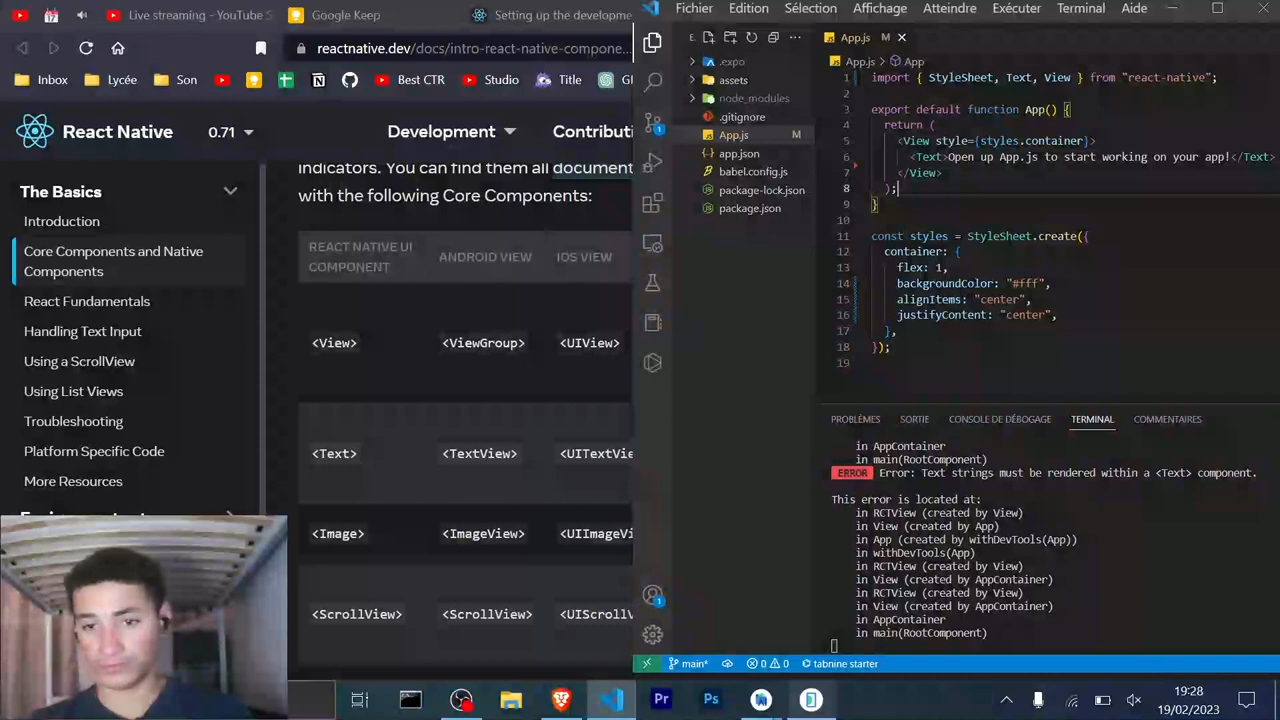 Live streaming - YouTube S
Google Keep
Setting up the developme
reactnative.dev/docs/intro-react-native-compone...
Inbox
Lycée
Son
Best CTR
Studio
Title
React Native
0.71
Development
Contributi
The Basics
Introduction
Core Components and Native
Components
React Fundamentals
Handling Text Input
Using a ScrollView
Using List Views
Troubleshooting
Platform Specific Code
More Resources
indicators. You can find them all document
with the following Core Components:
REACT NATIVE UI
COMPONENT
ANDROID VIEW
IOS VIEW
<View>
<ViewGroup>
<UIView>
<Text>
<TextView>
<UITextVie
<Image>
<ImageView>
<UIImageVi
<ScrollView>
<ScrollView>
<UIScrollV
Fichier
Edition
Sélection
Affichage
Atteindre
Exécuter
Terminal
Aide
E.
.expo
assets
node_modules
.gitignore
App.js M
app.json
babel.config.js
package-lock.json
package.json
App.js M
App.js > App
1 import { StyleSheet, Text, View } from "react-native";
2
3 export default function App() {
4 return (
5 <View style={styles.container}>
6 <Text>Open up App.js to start working on your app!</Text>
7 </View>
8 );
9 }
10
11 const styles = StyleSheet.create({
12 container: {
13 flex: 1,
14 backgroundColor: "#fff",
15 alignItems: "center",
16 justifyContent: "center",
17 },
18 });
19
PROBLÈMES
SORTIE
CONSOLE DE DÉBOGAGE
TERMINAL
COMMENTAIRES
in AppContainer
in main(RootComponent)
ERROR Error: Text strings must be rendered within a <Text> component.
This error is located at:
in RCTView (created by View)
in View (created by App)
in App (created by withDevTools(App))
in withDevTools(App)
in RCTView (created by View)
in View (created by AppContainer)
in RCTView (created by View)
in View (created by AppContainer)
in AppContainer
in main(RootComponent)
main*
0
0
tabnine starter
Pr
Ps
19:28
19/02/2023